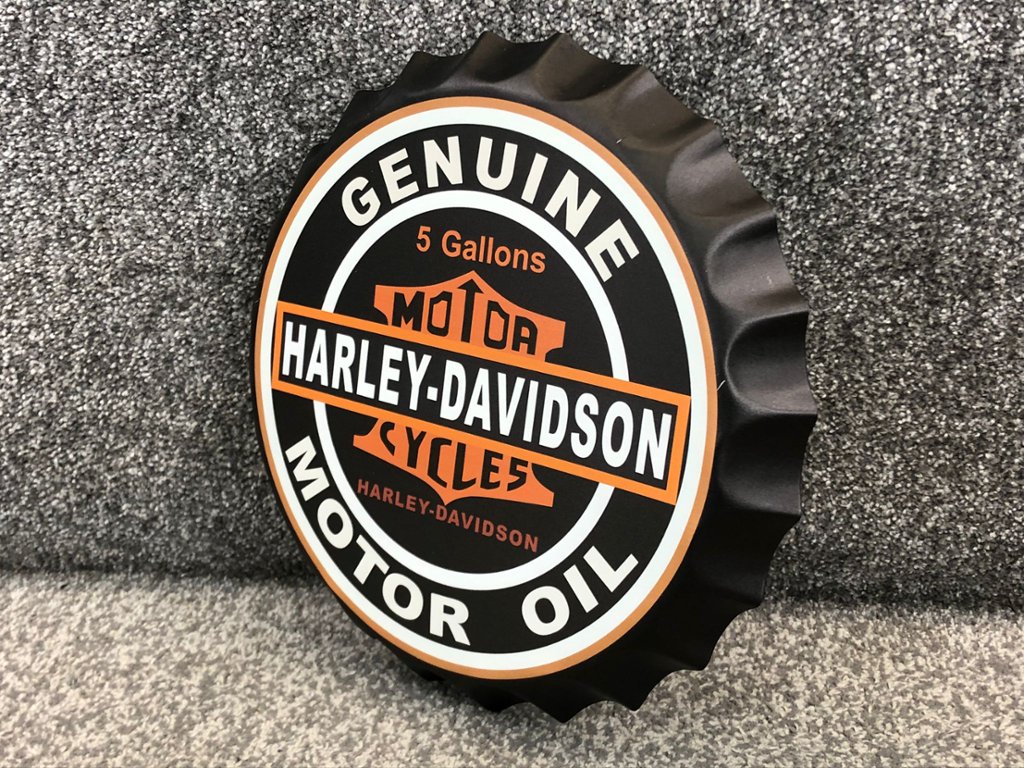 GENUINE
5 Gallons
MOTOR
HARLEY-DAVIDSON
CYCLES
HARLEY-DAVIDSON
MOTOR OIL